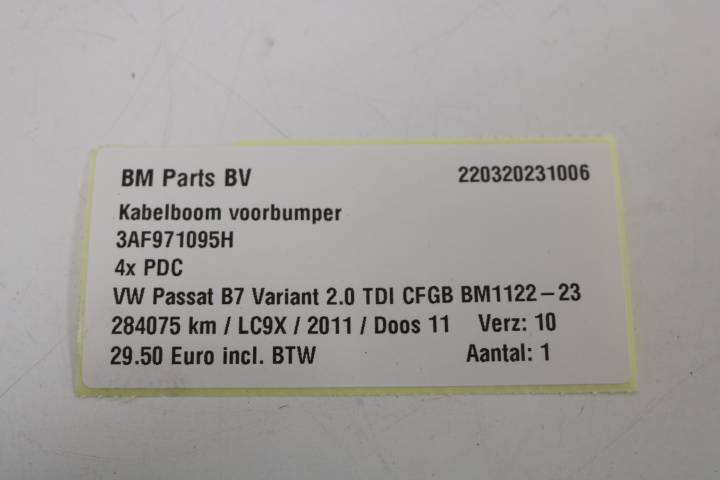 BM Parts BV 220320231006
Kabelboom voorbumper
3AF971095H
4x PDC
VW Passat B7 Variant 2.0 TDI CFGB BM1122-23
284075 km / LC9X / 2011 / Doos 11 Verz: 10
29.50 Euro incl. BTW Aantal: 1